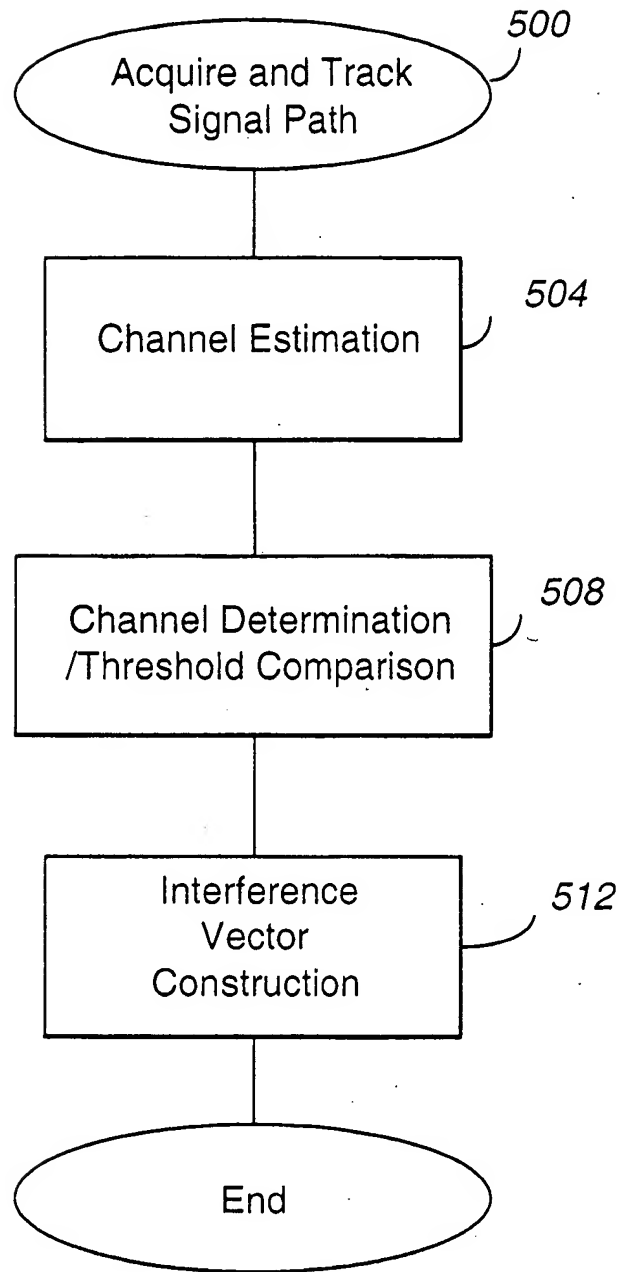 500
Acquire and Track
Signal Path
504
Channel Estimation
508
Channel Determination
/Threshold Comparison
512
Interference
Vector
Construction
End